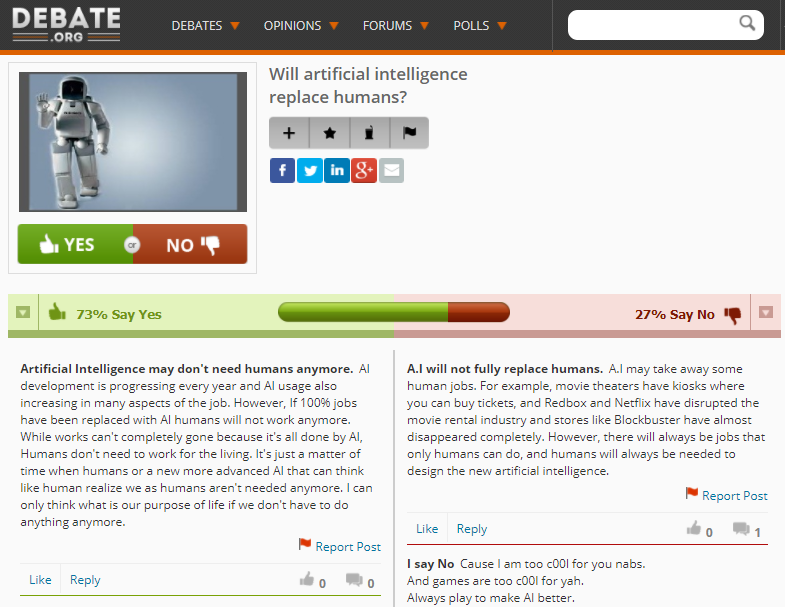 DEBATE
.ORG
DEBATES
OPINIONS
FORUMS
POLLS
Will artificial intelligence
replace humans?
YES
or
NO
73% Say Yes
27% Say No
Artificial Intelligence may don't need humans anymore. AI
development is progressing every year and AI usage also
increasing in many aspects of the job. However, If 100% jobs
have been replaced with AI humans will not work anymore.
While works can't completely gone because it's all done by AI,
Humans don't need to work for the living. It's just a matter of
time when humans or a new more advanced AI that can think
like human realize we as humans aren't needed anymore. I can
only think what is our purpose of life if we don't have to do
anything anymore.
Report Post
Like
Reply
0
0
A.I will not fully replace humans. A.I may take away some
human jobs. For example, movie theaters have kiosks where
you can buy tickets, and Redbox and Netflix have disrupted the
movie rental industry and stores like Blockbuster have almost
disappeared completely. However, there will always be jobs that
only humans can do, and humans will always be needed to
design the new artificial intelligence.
Report Post
Like
Reply
0
1
I say No Cause I am too c00l for you nabs.
And games are too c00l for yah.
Always play to make AI better.